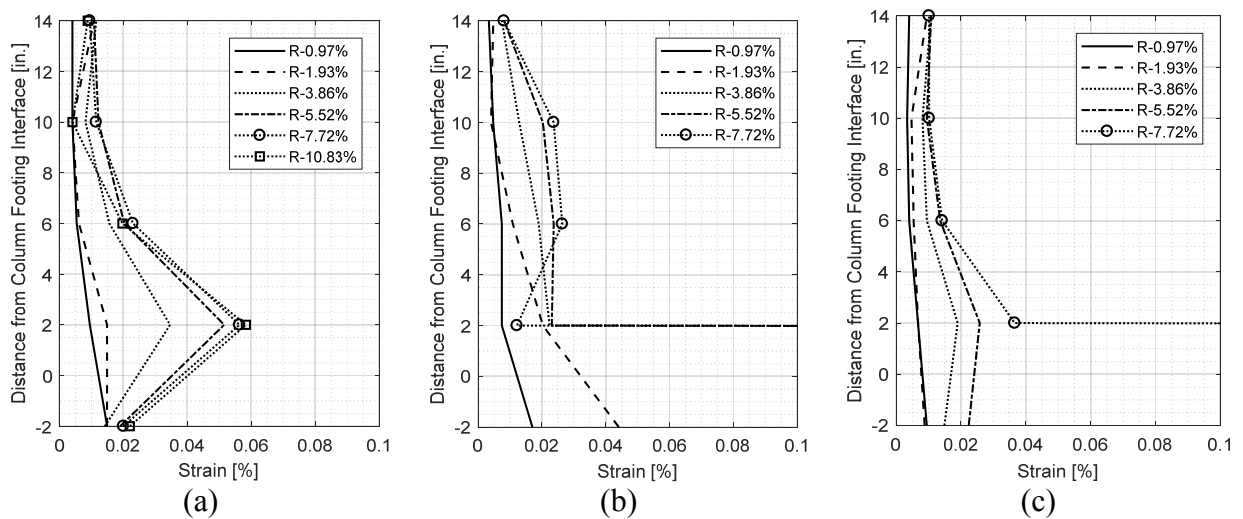 Distance from Column Footing Interface [in.]
14
12
10
8
6
4
2
0
-2
R-0.97%
R-1.93%
R-3.86%
R-5.52%
R-7.72%
R-10.83%
0
0.02
0.04
0.06
0.08
0.1
Strain [%]
(a)
Distance from Column Footing Interface [in.]
14
12
10
8
6
4
2
0
-2
R-0.97%
R-1.93%
R-3.86%
R-5.52%
R-7.72%
0
0.02
0.04
0.06
0.08
0.1
Strain [%]
(b)
Distance from Column Footing Interface [in.]
14
12
10
8
6
4
2
0
-2
R-0.97%
R-1.93%
R-3.86%
R-5.52%
R-7.72%
0
0.02
0.04
0.06
0.08
0.1
Strain [%]
(c)